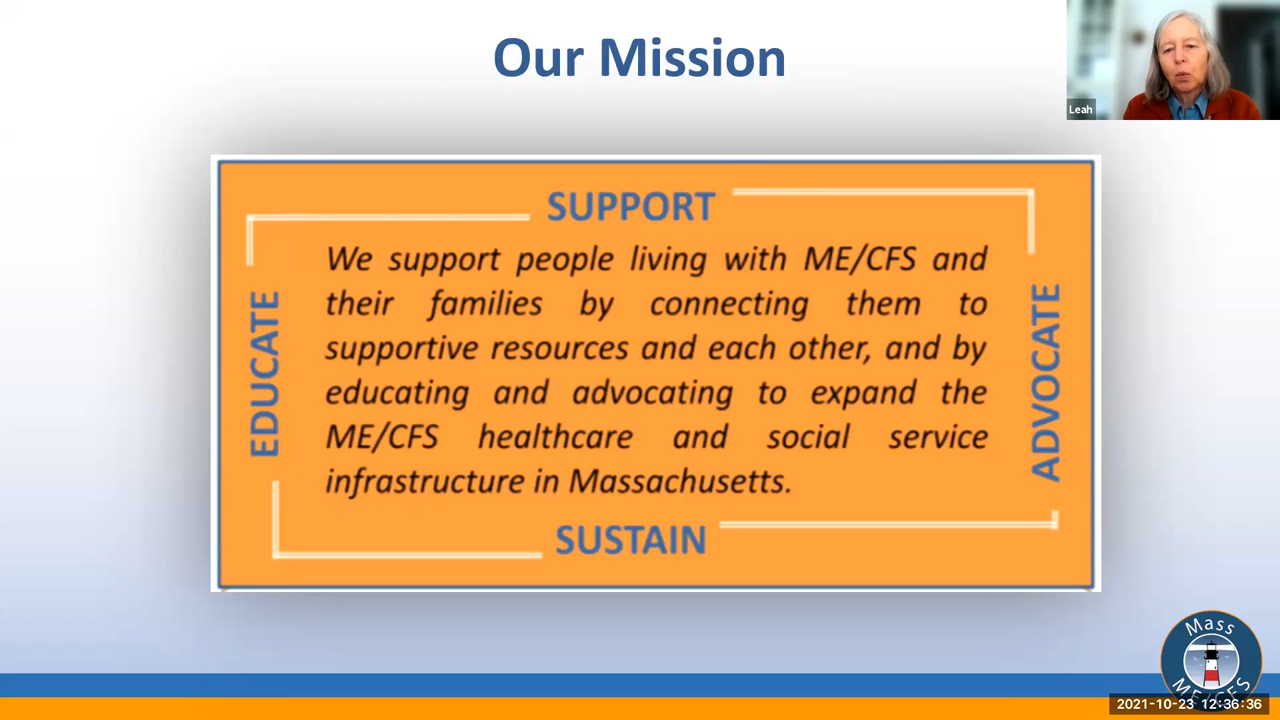 Our Mission
Leah
SUPPORT
EDUCATE
We support people living with ME/CFS and
their families by connecting them to
supportive resources and each other, and by
educating and advocating to expand the
ME/CFS healthcare and social service
infrastructure in Massachusetts.
ADVOCATE
SUSTAIN
Mass
ME/CFS
2021-10-23 12:36:36